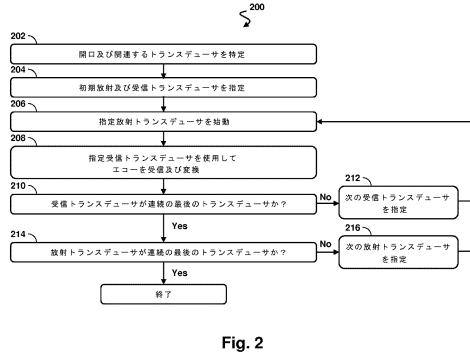 200
202
開口及び関連するトランスデューサを特定
204
初期放射及び受信トランスデューサを指定
206
指定放射トランスデューサを始動
208
指定受信トランスデューサを使用して
エコーを受信及び変換
210
受信トランスデューサが連続の最後のトランスデューサか?
No
212
次の受信トランスデューサ
を指定
Yes
214
放射トランスデューサが連続の最後のトランスデューサか?
No
216
次の放射トランスデューサ
を指定
Yes
終了
Fig. 2